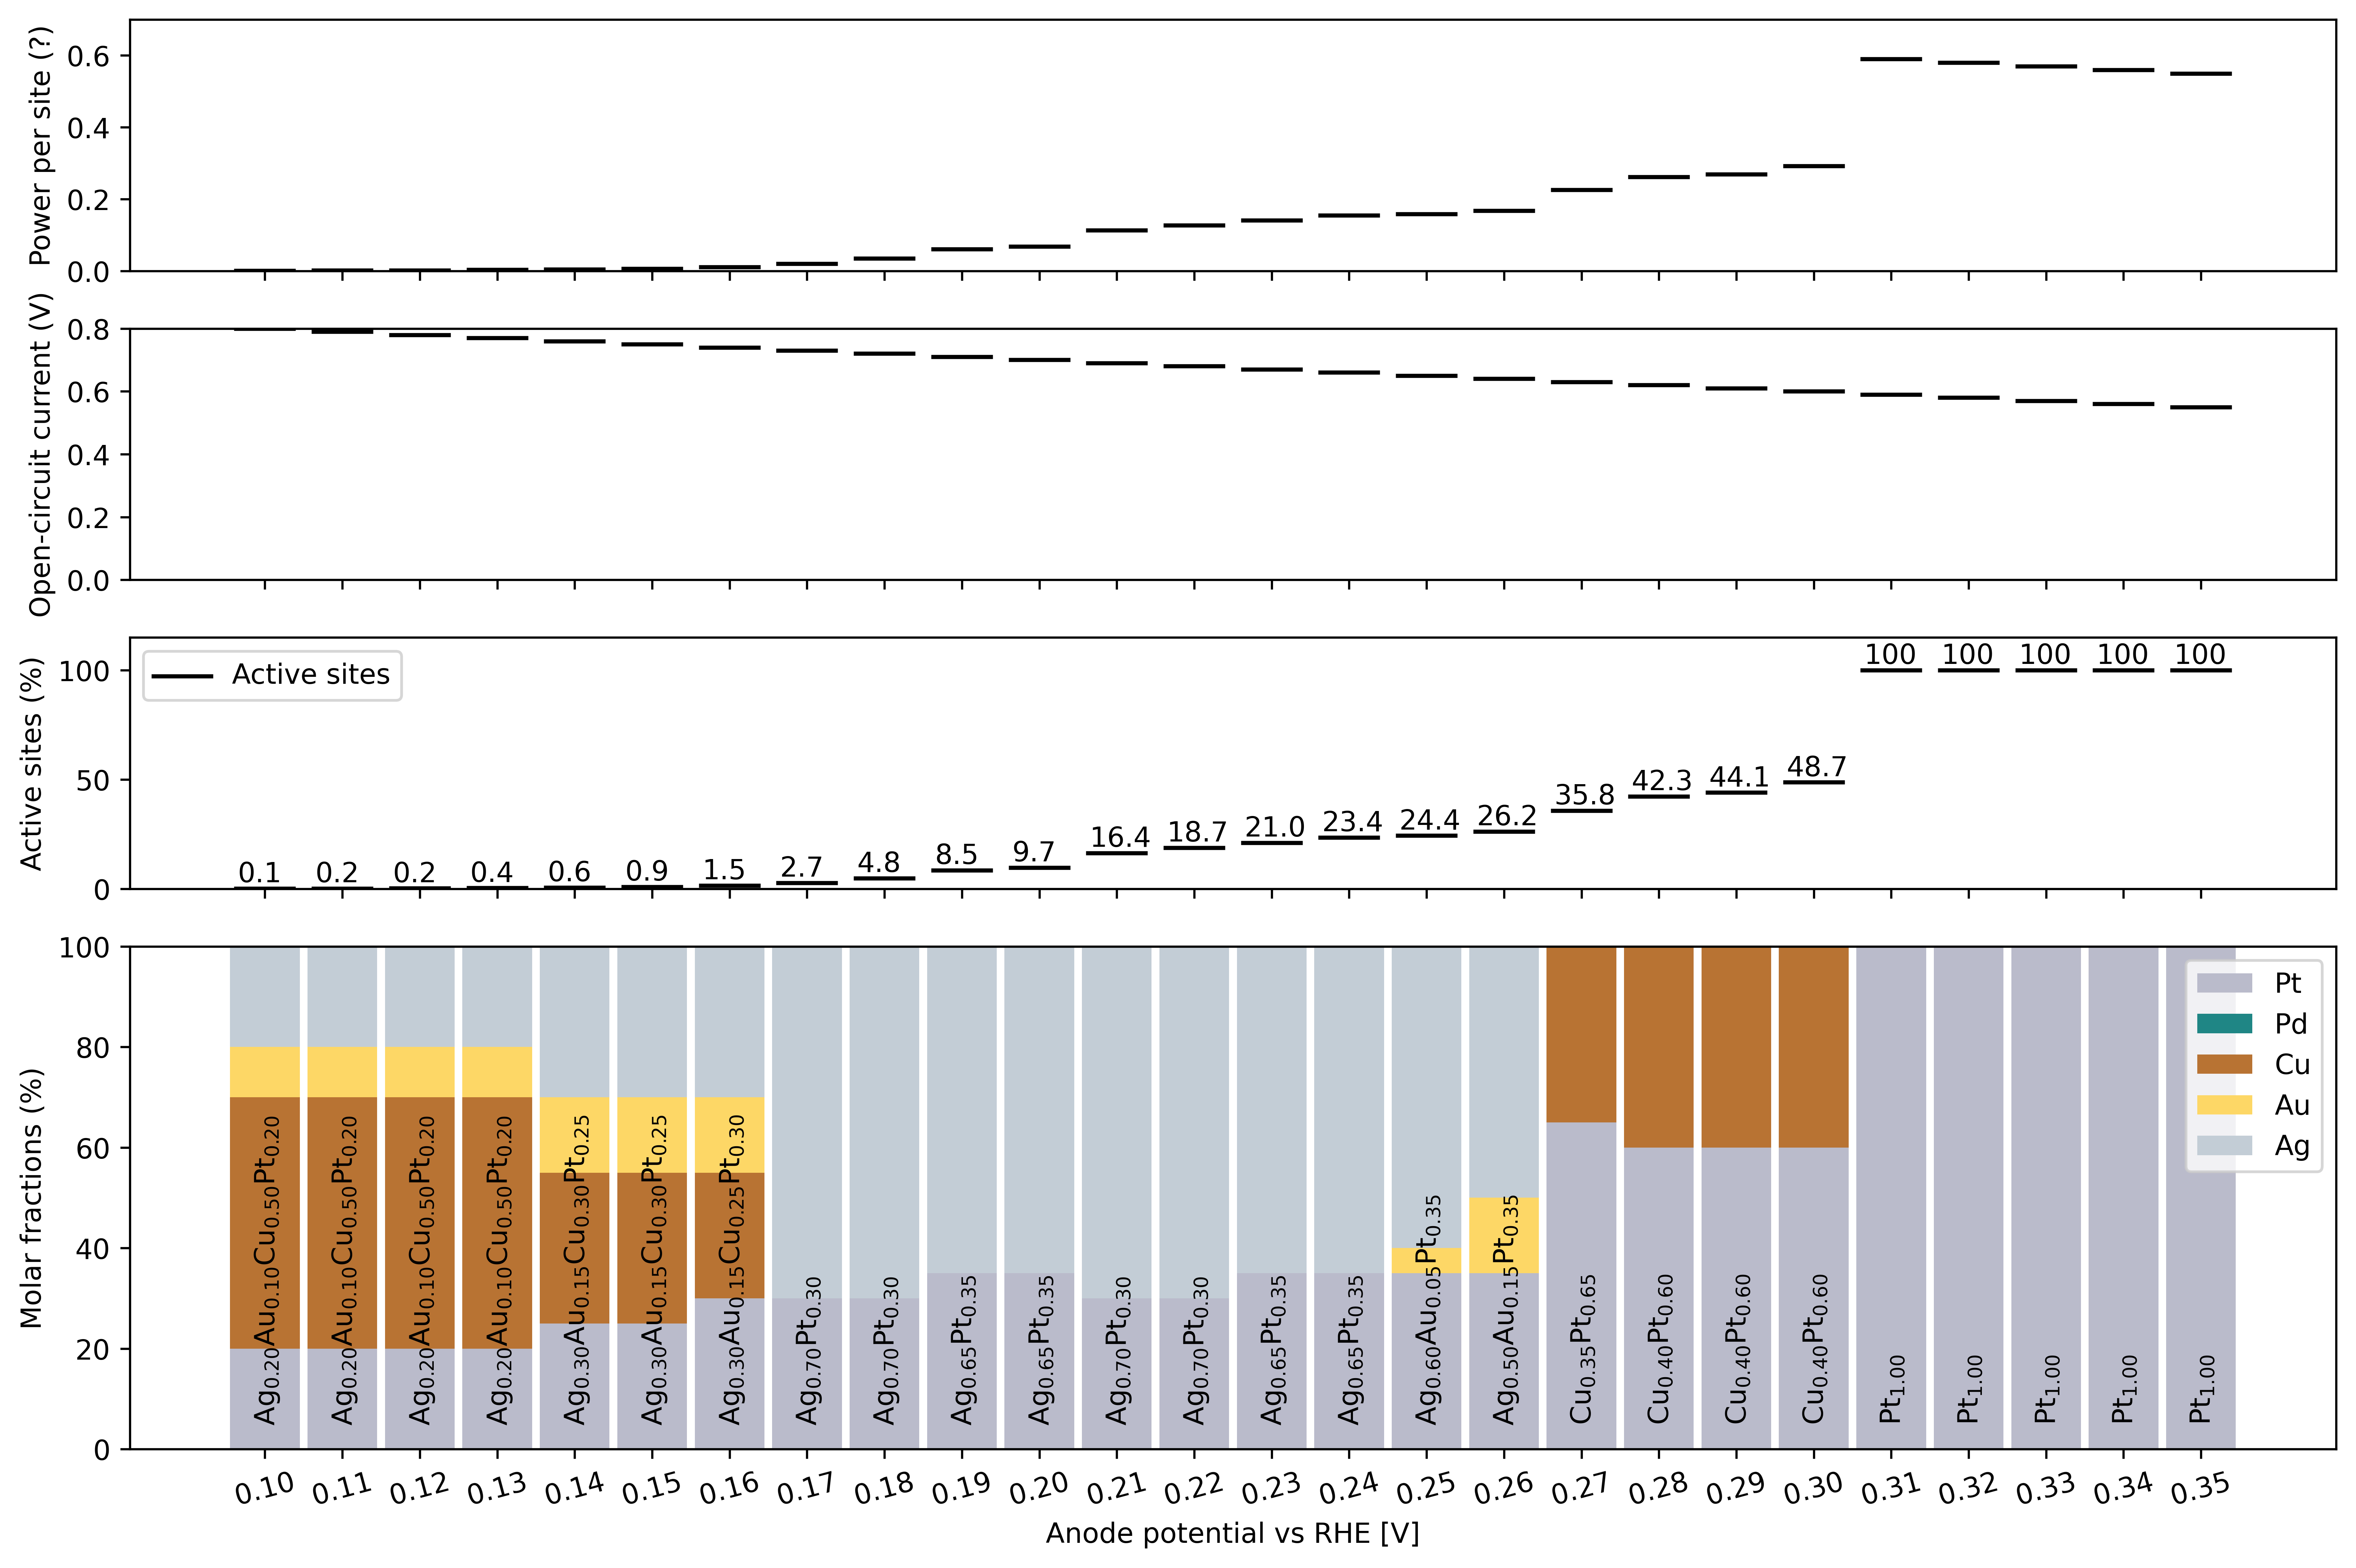 Power per site (?)
0.6
0.4
0.2
0.0
Open-circuit current (V)
0.8
0.6
0.4
0.2
0.0
Active sites (%)
100
50
0
Active sites
0.1 0.2 0.2 0.4 0.6 0.9 1.5 2.7 4.8 8.5 9.7 16.4 18.7 21.0 23.4 24.4 26.2 35.8 42.3 44.1 48.7 100 100 100 100 100
Molar fractions (%)
100
80
60
40
20
0
Ag0.20Au0.10Cu0.50Pt0.20
Ag0.20Au0.10Cu0.50Pt0.20
Ag0.20Au0.10Cu0.50Pt0.20
Ag0.20Au0.10Cu0.50Pt0.20
Ag0.30Au0.15Cu0.30Pt0.25
Ag0.30Au0.15Cu0.30Pt0.25
Ag0.30Au0.15Cu0.25Pt0.30
Ag0.70Pt0.30
Ag0.70Pt0.30
Ag0.65Pt0.35
Ag0.65Pt0.35
Ag0.70Pt0.30
Ag0.70Pt0.30
Ag0.65Pt0.35
Ag0.65Pt0.35
Ag0.60Au0.05Pt0.35
Ag0.50Au0.15Pt0.35
Cu0.35Pt0.65
Cu0.40Pt0.60
Cu0.40Pt0.60
Cu0.40Pt0.60
Pt1.00
Pt1.00
Pt1.00
Pt1.00
Pt1.00
Pt
Pd
Cu
Au
Ag
0.10 0.11 0.12 0.13 0.14 0.15 0.16 0.17 0.18 0.19 0.20 0.21 0.22 0.23 0.24 0.25 0.26 0.27 0.28 0.29 0.30 0.31 0.32 0.33 0.34 0.35
Anode potential vs RHE [V]